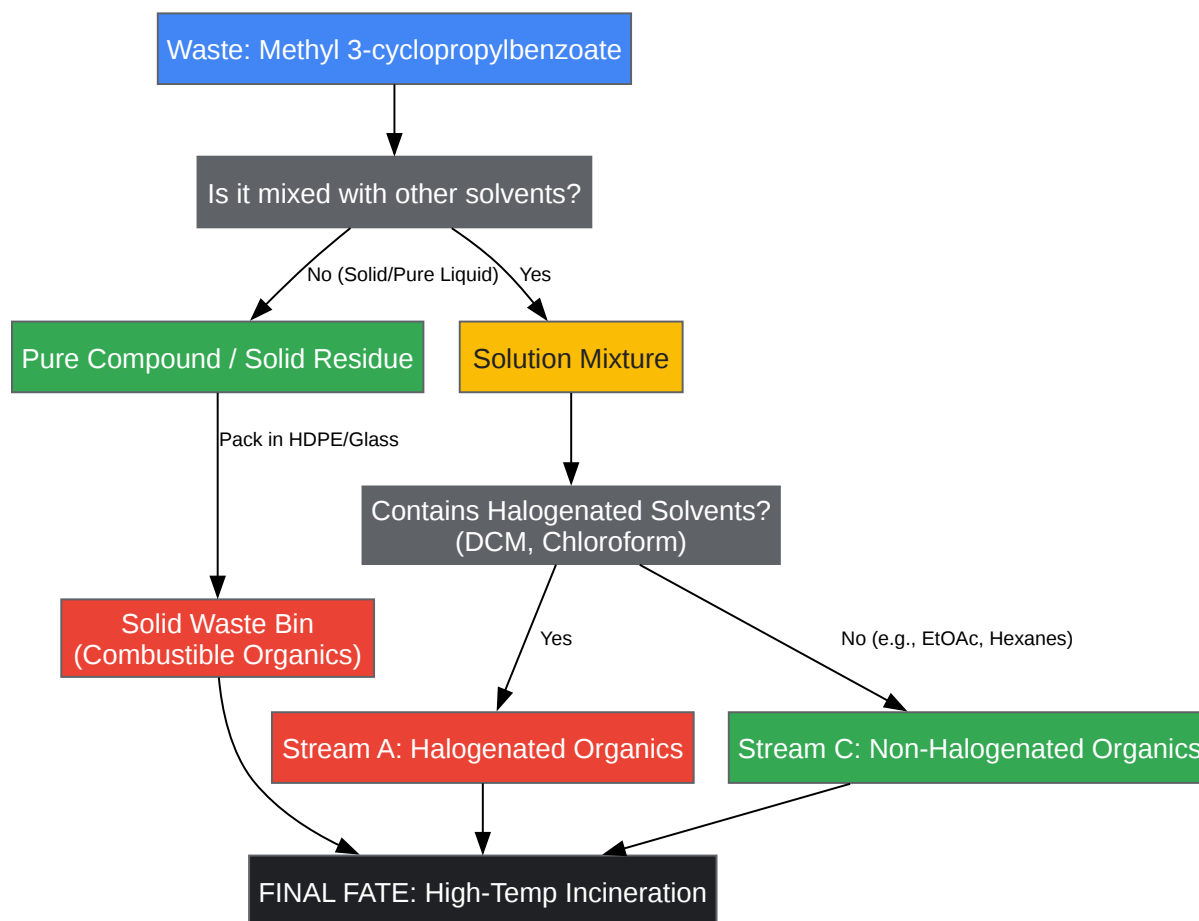 Waste: Methyl 3-cyclopropylbenzoate
Is it mixed with other solvents?
No (Solid/Pure Liquid)
Yes
Pure Compound / Solid Residue
Solution Mixture
Pack in HDPE/Glass
Contains Halogenated Solvents?
(DCM, Chloroform)
Solid Waste Bin
(Combustible Organics)
Yes
No (e.g., EtOAc, Hexanes)
Stream A: Halogenated Organics
Stream C: Non-Halogenated Organics
FINAL FATE: High-Temp Incineration